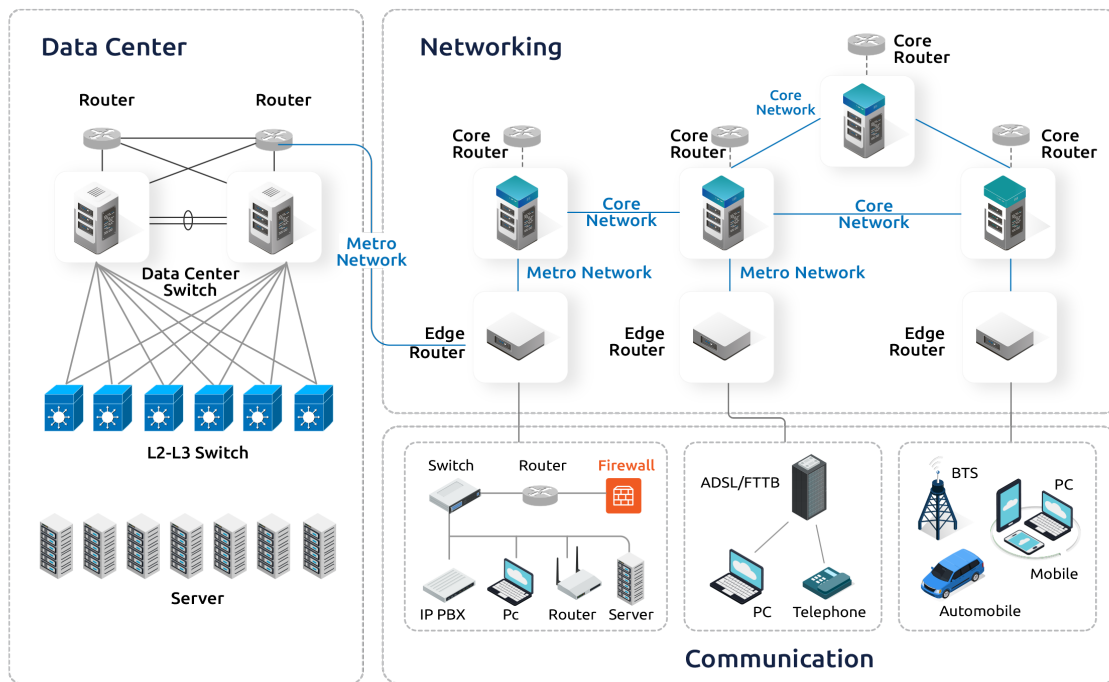 Data Center
Router
Router
Data Center
Switch
L2-L3 Switch
Server
Metro
Network
Networking
Core
Router
Core
Network
Core
Router
Core
Router
Core
Router
Core
Network
Core
Network
Metro Network
Metro Network
Edge
Router
Edge
Router
Edge
Router
Switch
Router
Firewall
IP PBX
Pc
Router
Server
ADSL/FTTB
PC
Telephone
BTS
PC
Mobile
Automobile
Communication